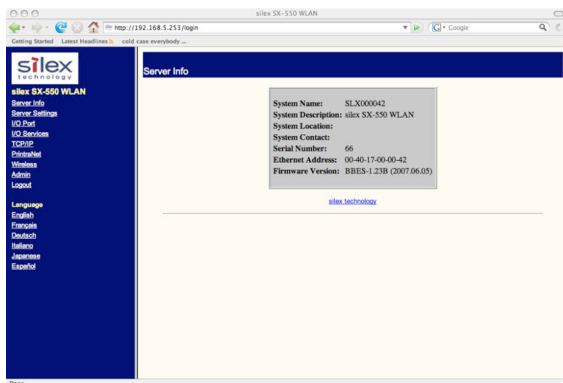 silex SX-550 WLAN
http://192.168.5.253/login
Google
Getting Started Latest Headlines cold case everybody ...
silex
technology
silex SX-550 WLAN
Server Info
Server Settings
I/O Port
I/O Services
TCP/IP
PrintraNet
Wireless
Admin
Logout
Language
English
Français
Deutsch
Italiano
Japanese
Español
Server Info
System Name: SLX000042
System Description: silex SX-550 WLAN
System Location:
System Contact:
Serial Number: 66
Ethernet Address: 00-40-17-00-00-42
Firmware Version: BBES-1.23B (2007.06.05)
silex technology